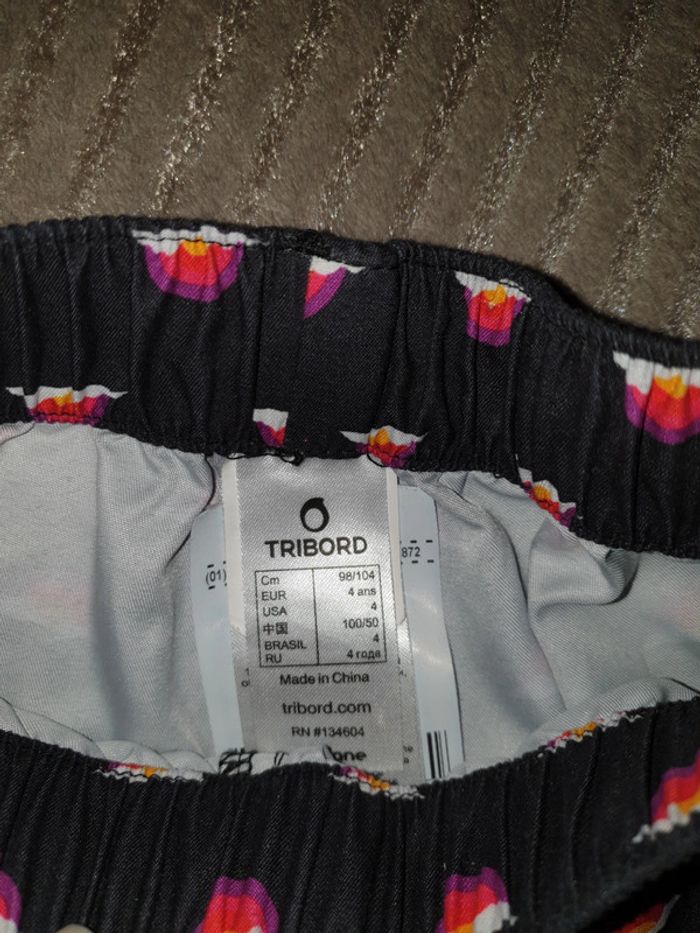 TRIBORD
Cm 98/104
EUR 4 ans
USA 4
中国 100/50
BRASIL 4
RU 4 года
Made in China
tribord.com
RN #134604
(01)
872